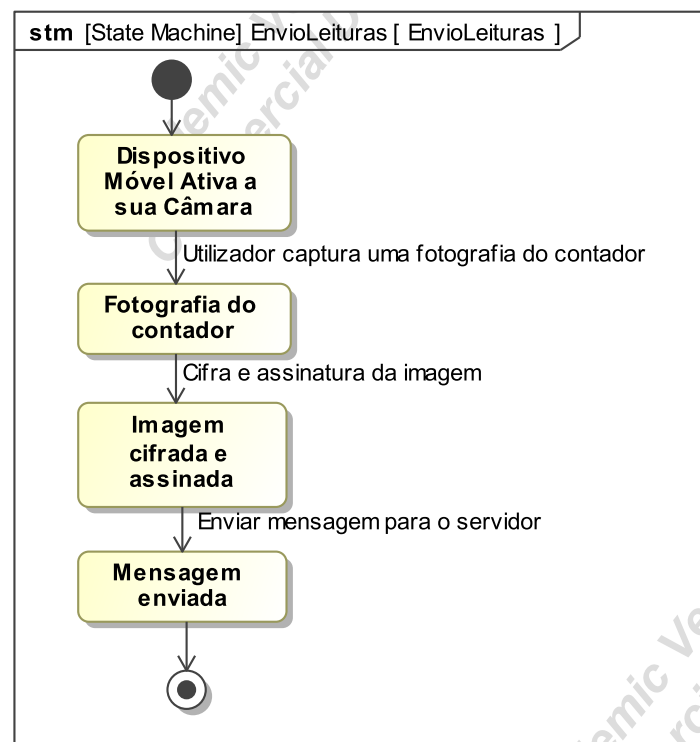 stm [State Machine] EnvioLeituras [ EnvioLeituras ]
Dispositivo
Móvel Ativa a
sua Câmara
Utilizador captura uma fotografia do contador
Fotografia do
contador
Cifra e assinatura da imagem
Imagem
cifrada e
assinada
Enviar mensagem para o servidor
Mensagem
enviada